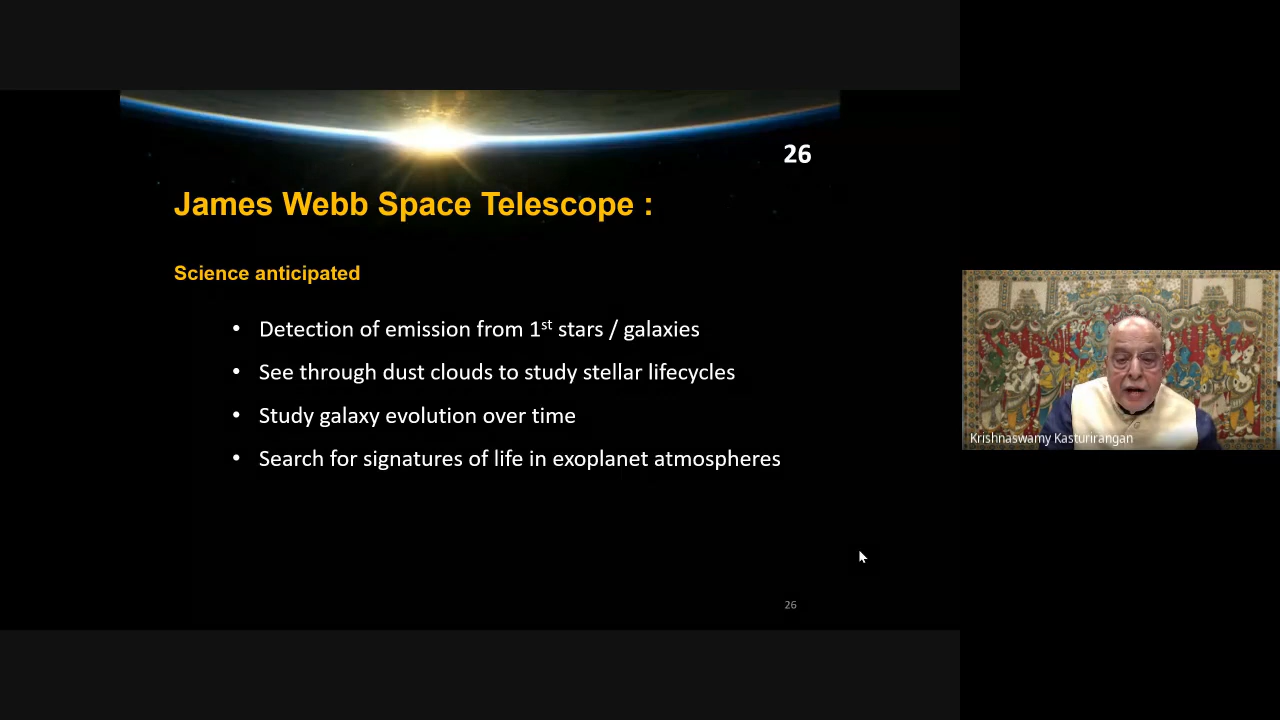 26
James Webb Space Telescope :
Science anticipated
• Detection of emission from 1st stars / galaxies
• See through dust clouds to study stellar lifecycles
• Study galaxy evolution over time
• Search for signatures of life in exoplanet atmospheres
26
Krishnaswamy Kasturirangan